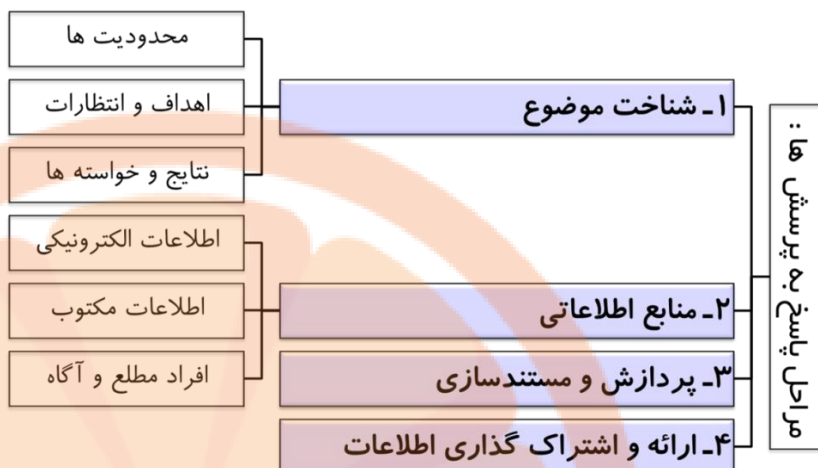 مراحل پاسخ به پرسش ها :
۱ـ شناخت موضوع
محدودیت ها
اهداف و انتظارات
نتایج و خواسته ها
۲ـ منابع اطلاعاتی
اطلاعات الکترونیکی
اطلاعات مکتوب
افراد مطلع و آگاه
۳ـ پردازش و مستندسازی
۴ـ ارائه و اشتراک گذاری اطلاعات